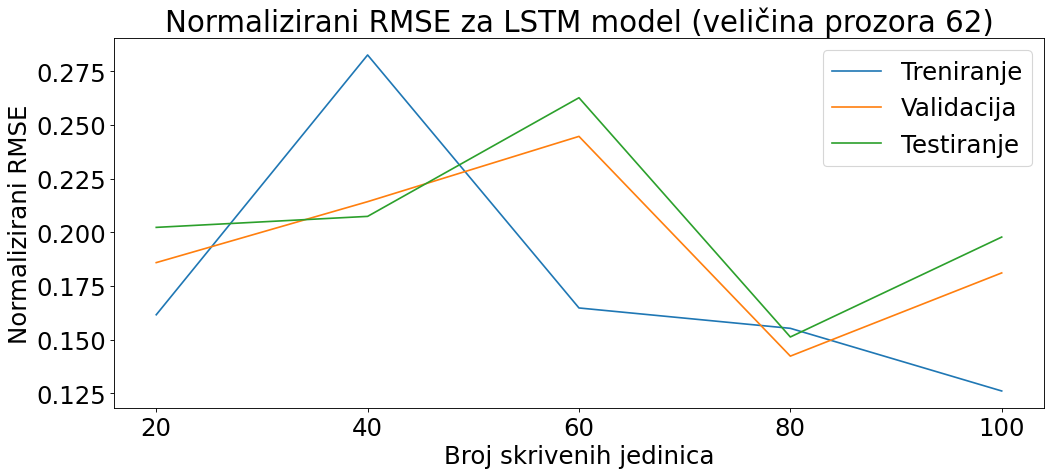 Normalizirani RMSE za LSTM model (veličina prozora 62)
Normalizirani RMSE
0.275
0.250
0.225
0.200
0.175
0.150
0.125
Treniranje
Validacija
Testiranje
20 40 60 80 100
Broj skrivenih jedinica